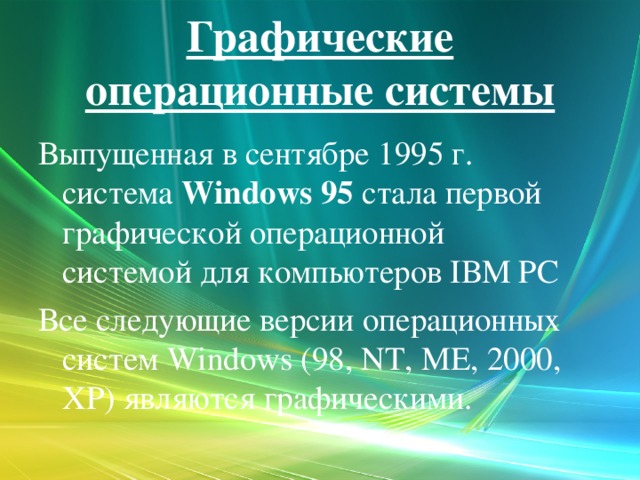 Графические
операционные системы
Выпущенная в сентябре 1995 г.
система Windows 95 стала первой
графической операционной
системой для компьютеров IBM PC
Все следующие версии операционных
систем Windows (98, NT, ME, 2000,
XP) являются графическими.